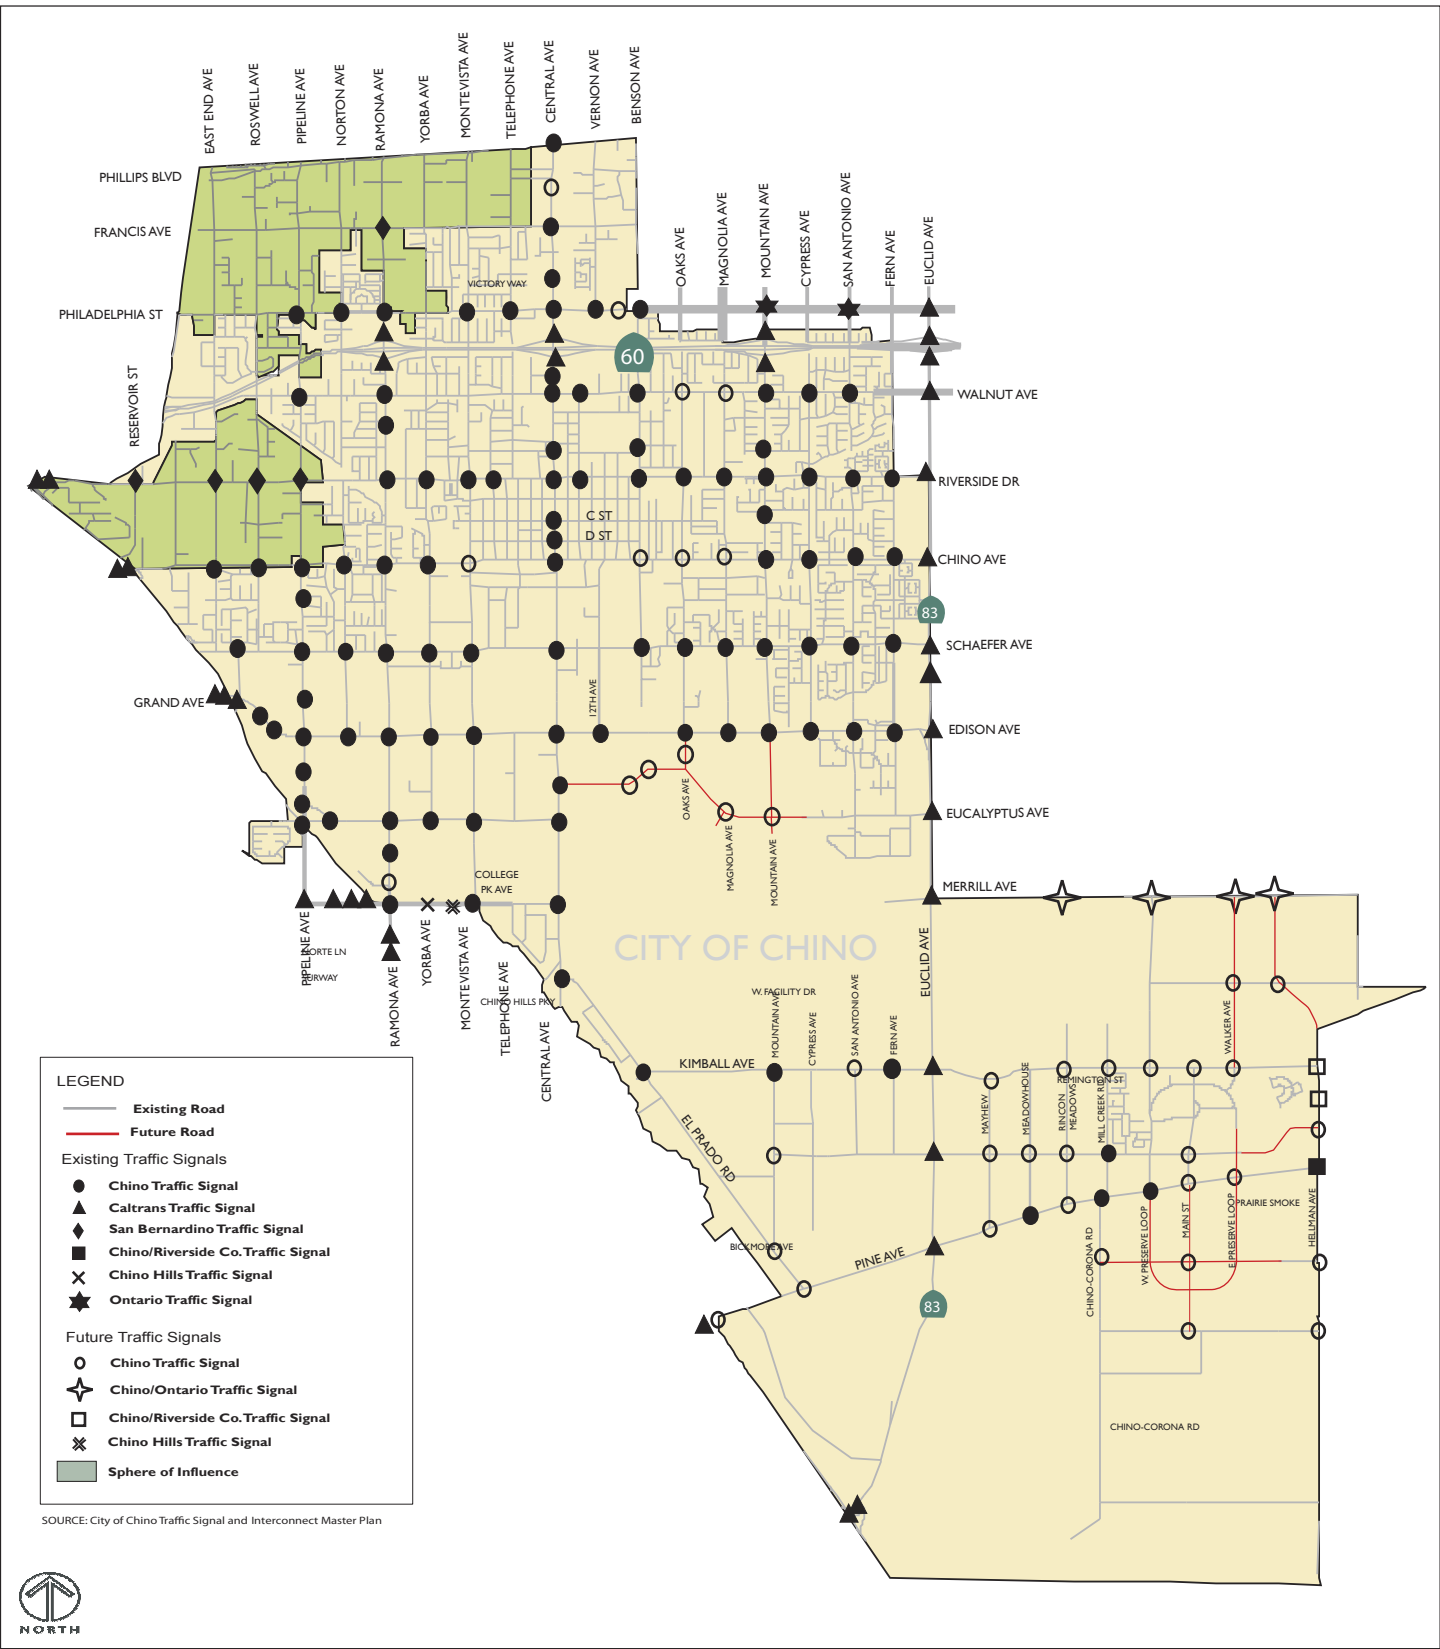 EAST END AVE
ROSWELL AVE
PIPELINE AVE
NORTON AVE
RAMONA AVE
YORBA AVE
MONTEVISTA AVE
TELEPHONE AVE
CENTRAL AVE
VERNON AVE
BENSON AVE
PHILLIPS BLVD
FRANCIS AVE
PHILADELPHIA ST
RESERVOIR ST
OAKS AVE
MAGNOLIA AVE
MOUNTAIN AVE
CYPRESS AVE
SAN ANTONIO AVE
FERN AVE
EUCLID AVE
VICTORY WAY
60
WALNUT AVE
RIVERSIDE DR
C ST
D ST
CHINO AVE
83
SCHAEFER AVE
GRAND AVE
12TH AVE
EDISON AVE
OAKS AVE
MAGNOLIA AVE
MOUNTAIN AVE
EUCALYPTUS AVE
COLLEGE
PK AVE
MERRILL AVE
PIPELINE AVE
RAMONA AVE
YORBA AVE
MONTEVISTA AVE
TELEPHONE AVE
CENTRAL AVE
CHINO HILLS PKY
CITY OF CHINO
EUCLID AVE
W. FACILITY DR
MOUNTAIN AVE
CYPRESS AVE
SAN ANTONIO AVE
FERN AVE
KIMBALL AVE
WALKER AVE
REMINGTON ST
MAYHEW
MEADOWHOUSE
RINCON
MEADOWS
MILL CREEK RD
EL PRADO RD
BICKMORE AVE
PINE AVE
83
CHINO-CORONA RD
W. PRESERVE LOOP
MAIN ST
E. PRESERVE LOOP
PRAIRIE SMOKE
HELLMAN AVE
CHINO-CORONA RD
LEGEND
Existing Road
Future Road
Existing Traffic Signals
Chino Traffic Signal
Caltrans Traffic Signal
San Bernardino Traffic Signal
Chino/Riverside Co. Traffic Signal
Chino Hills Traffic Signal
Ontario Traffic Signal
Future Traffic Signals
Chino Traffic Signal
Chino/Ontario Traffic Signal
Chino/Riverside Co. Traffic Signal
Chino Hills Traffic Signal
Sphere of Influence
SOURCE: City of Chino Traffic Signal and Interconnect Master Plan
NORTH